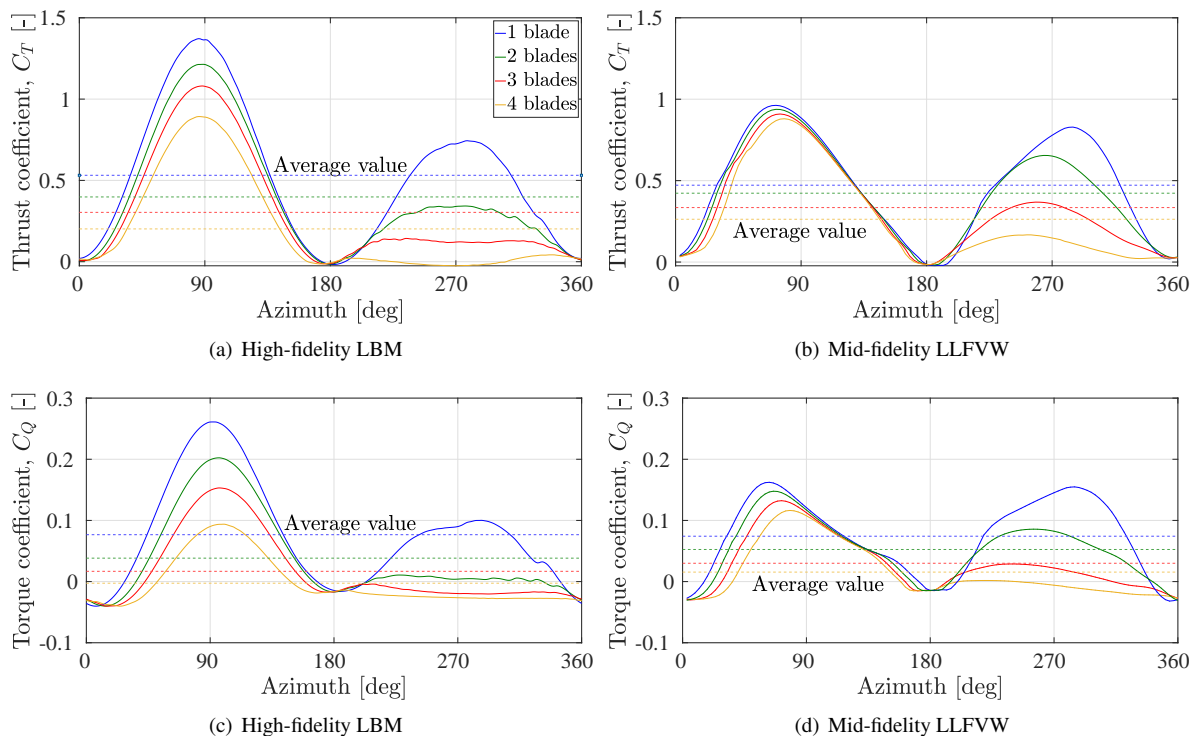 Thrust coefficient, C_T [-]
1.5
1
0.5
0
1 blade
2 blades
3 blades
4 blades
Average value
0 90 180 270 360
Azimuth [deg]
(a) High-fidelity LBM
Thrust coefficient, C_T [-]
1.5
1
0.5
0
Average value
0 90 180 270 360
Azimuth [deg]
(b) Mid-fidelity LLFVW
Torque coefficient, C_Q [-]
0.3
0.2
0.1
0
-0.1
Average value
0 90 180 270 360
Azimuth [deg]
(c) High-fidelity LBM
Torque coefficient, C_Q [-]
0.3
0.2
0.1
0
-0.1
Average value
0 90 180 270 360
Azimuth [deg]
(d) Mid-fidelity LLFVW